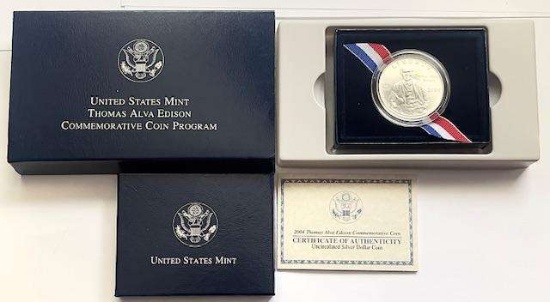 UNITED STATES MINT
THOMAS ALVA EDISON
COMMEMORATIVE COIN PROGRAM
UNITED STATES MINT
2004 Thomas Alva Edison Commemorative Coin
CERTIFICATE OF AUTHENTICITY
Uncirculated Silver Dollar Coin